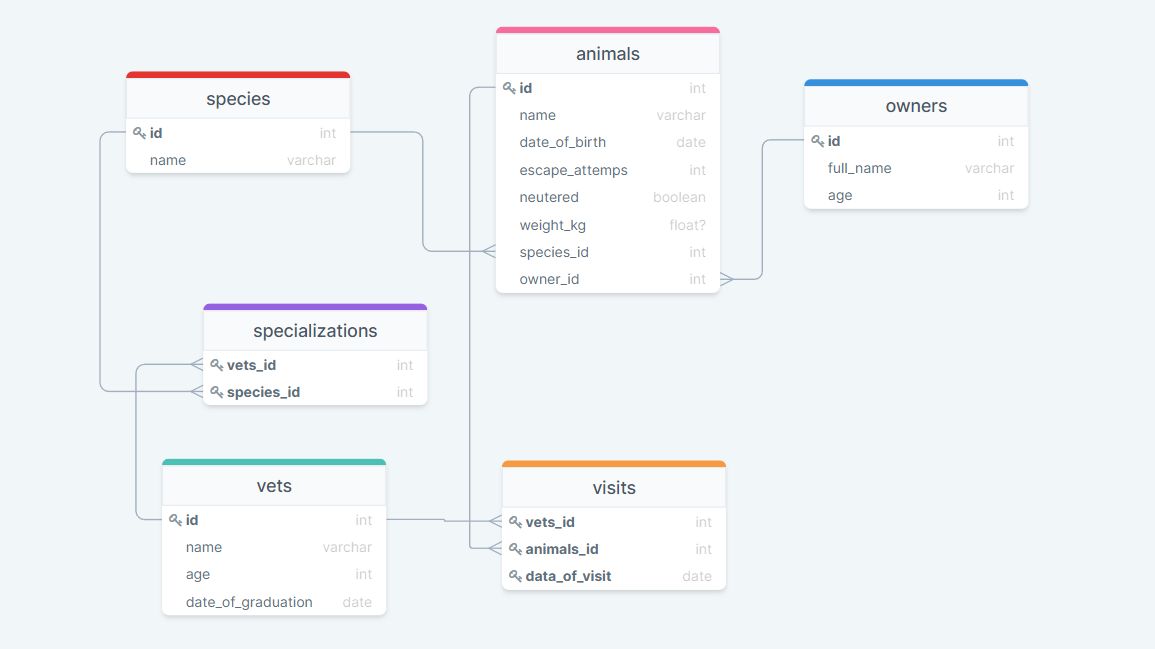 species
id int
name varchar
animals
id int
name varchar
date_of_birth date
escape_attemps int
neutered boolean
weight_kg float?
species_id int
owner_id int
owners
id int
full_name varchar
age int
specializations
vets_id int
species_id int
vets
id int
name varchar
age int
date_of_graduation date
visits
vets_id int
animals_id int
data_of_visit date